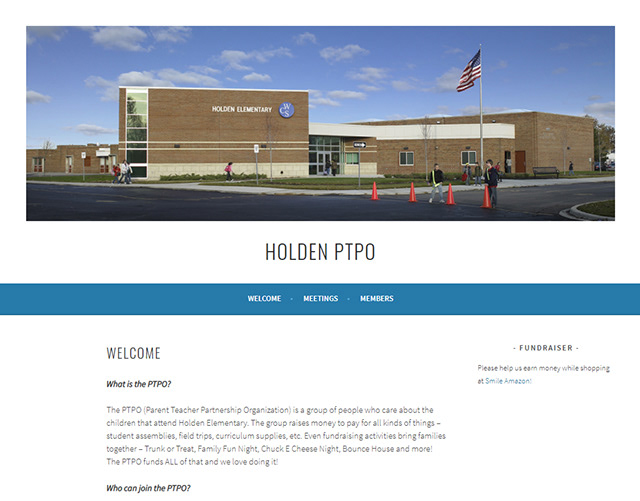 HOLDEN ELEMENTARY
W
S
HOLDEN PTPO
WELCOME • MEETINGS • MEMBERS
WELCOME
What is the PTPO?
The PTPO (Parent Teacher Partnership Organization) is a group of people who care about the
children that attend Holden Elementary. The group raises money to pay for all kinds of things –
student assemblies, field trips, curriculum supplies, etc. Even fundraising activities bring families
together – Trunk or Treat, Family Fun Night, Chuck E Cheese Night, Bounce House and more!
The PTPO funds ALL of that and we love doing it!
Who can join the PTPO?
- FUNDRAISER -
Please help us earn money while shopping
at Smile Amazon!